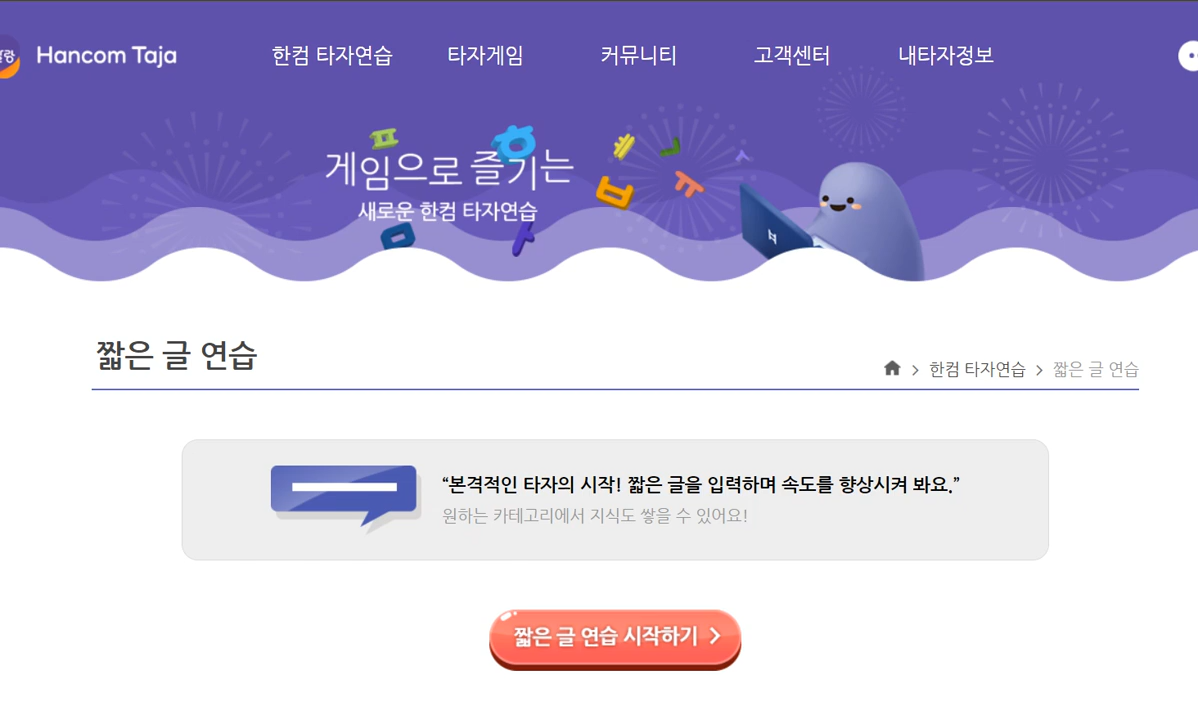 Hancom Taja
한컴 타자연습
타자게임
커뮤니티
고객센터
내타자정보
게임으로 즐기는
새로운 한컴 타자연습
짧은 글 연습
> 한컴 타자연습 > 짧은 글 연습
“본격적인 타자의 시작! 짧은 글을 입력하며 속도를 향상시켜 봐요.”
원하는 카테고리에서 지식도 쌓을 수 있어요!
짧은 글 연습 시작하기 >